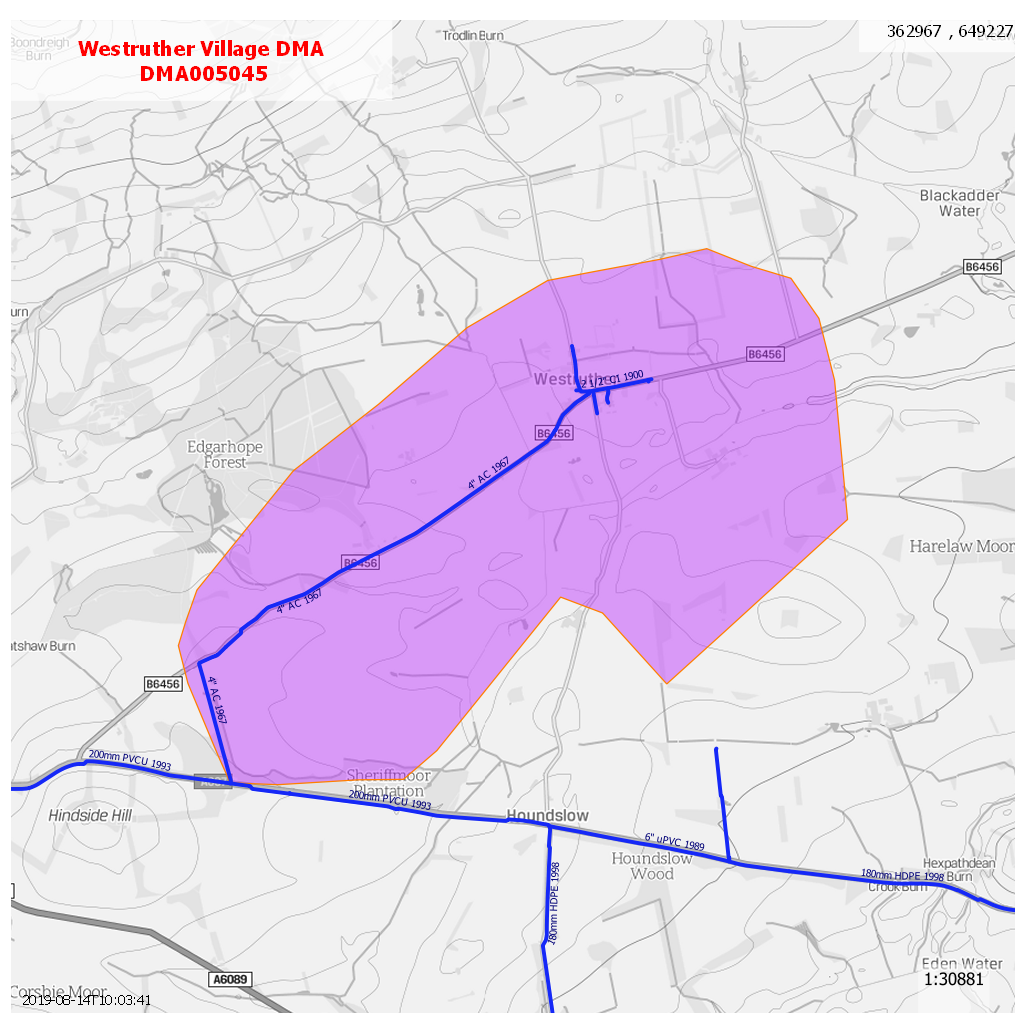 Westruther Village DMA
DMA005045
362967 , 649227
Trodlin Burn
Boondreigh
Burn
Blackadder
Water
B6456
urn
B6456
2 1/2" CI 1900
B6456
4" AC 1967
Edgarhope
Forest
Harelaw Moor
B6456
4" AC 1967
atshaw Burn
B6456
4" AC 1967
200mm PVCU 1993
Sheriffmoor
Plantation
200mm PVCU 1993
Hindside Hill
Houndslow
6" uPVC 1989
Houndslow
Wood
180mm HDPE 1998
Hexpathdean
Burn
180mm HDPE 1998
Crook Burn
A6089
Eden Water
1:30881
Corsbie Moor
2019-08-14T10:03:41